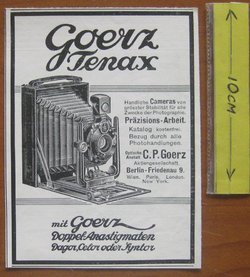 Goerz
Tenax
Handliche Cameras von
grösster Stabilität für alle
Zwecke der Photographie.
Präzisions-Arbeit.
Katalog kostenfrei.
Bezug durch alle
Photohandlungen.
Optische
Anstalt C. P. Goerz
Aktiengesellschaft
Berlin-Friedenau 9.
Wien. Paris. London.
New York.
mit Goerz
Doppel-Anastigmaten
Dagor, Celor oder Syntor
10CM